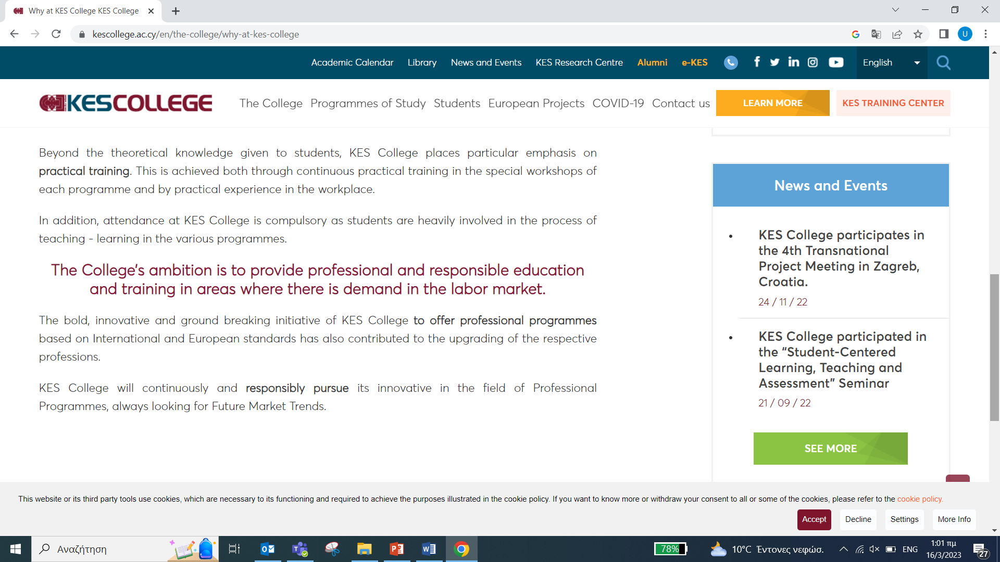 Why at KES College KES College
kescollege.ac.cy/en/the-college/why-at-kes-college
U
Academic Calendar Library News and Events KES Research Centre Alumni e-KES English
KESCOLLEGE
The College Programmes of Study Students European Projects COVID-19 Contact us LEARN MORE KES TRAINING CENTER
Beyond the theoretical knowledge given to students, KES College places particular emphasis on
practical training. This is achieved both through continuous practical training in the special workshops of
each programme and by practical experience in the workplace.
In addition, attendance at KES College is compulsory as students are heavily involved in the process of
teaching - learning in the various programmes.
The College's ambition is to provide professional and responsible education
and training in areas where there is demand in the labor market.
The bold, innovative and ground breaking initiative of KES College to offer professional programmes
based on International and European standards has also contributed to the upgrading of the respective
professions.
KES College will continuously and responsibly pursue its innovative in the field of Professional
Programmes, always looking for Future Market Trends.
News and Events
• KES College participates in
the 4th Transnational
Project Meeting in Zagreb,
Croatia.
24 / 11 / 22
• KES College participated in
the “Student-Centered
Learning, Teaching and
Assessment” Seminar
21 / 09 / 22
SEE MORE
This website or its third party tools use cookies, which are necessary to its functioning and required to achieve the purposes illustrated in the cookie policy. If you want to know more or withdraw your consent to all or some of the cookies, please refer to the cookie policy.
Accept Decline Settings More Info
Αναζήτηση
78%
10°C Έντονες νεφώσ.
ENG
1:01 πμ
16/3/2023
27